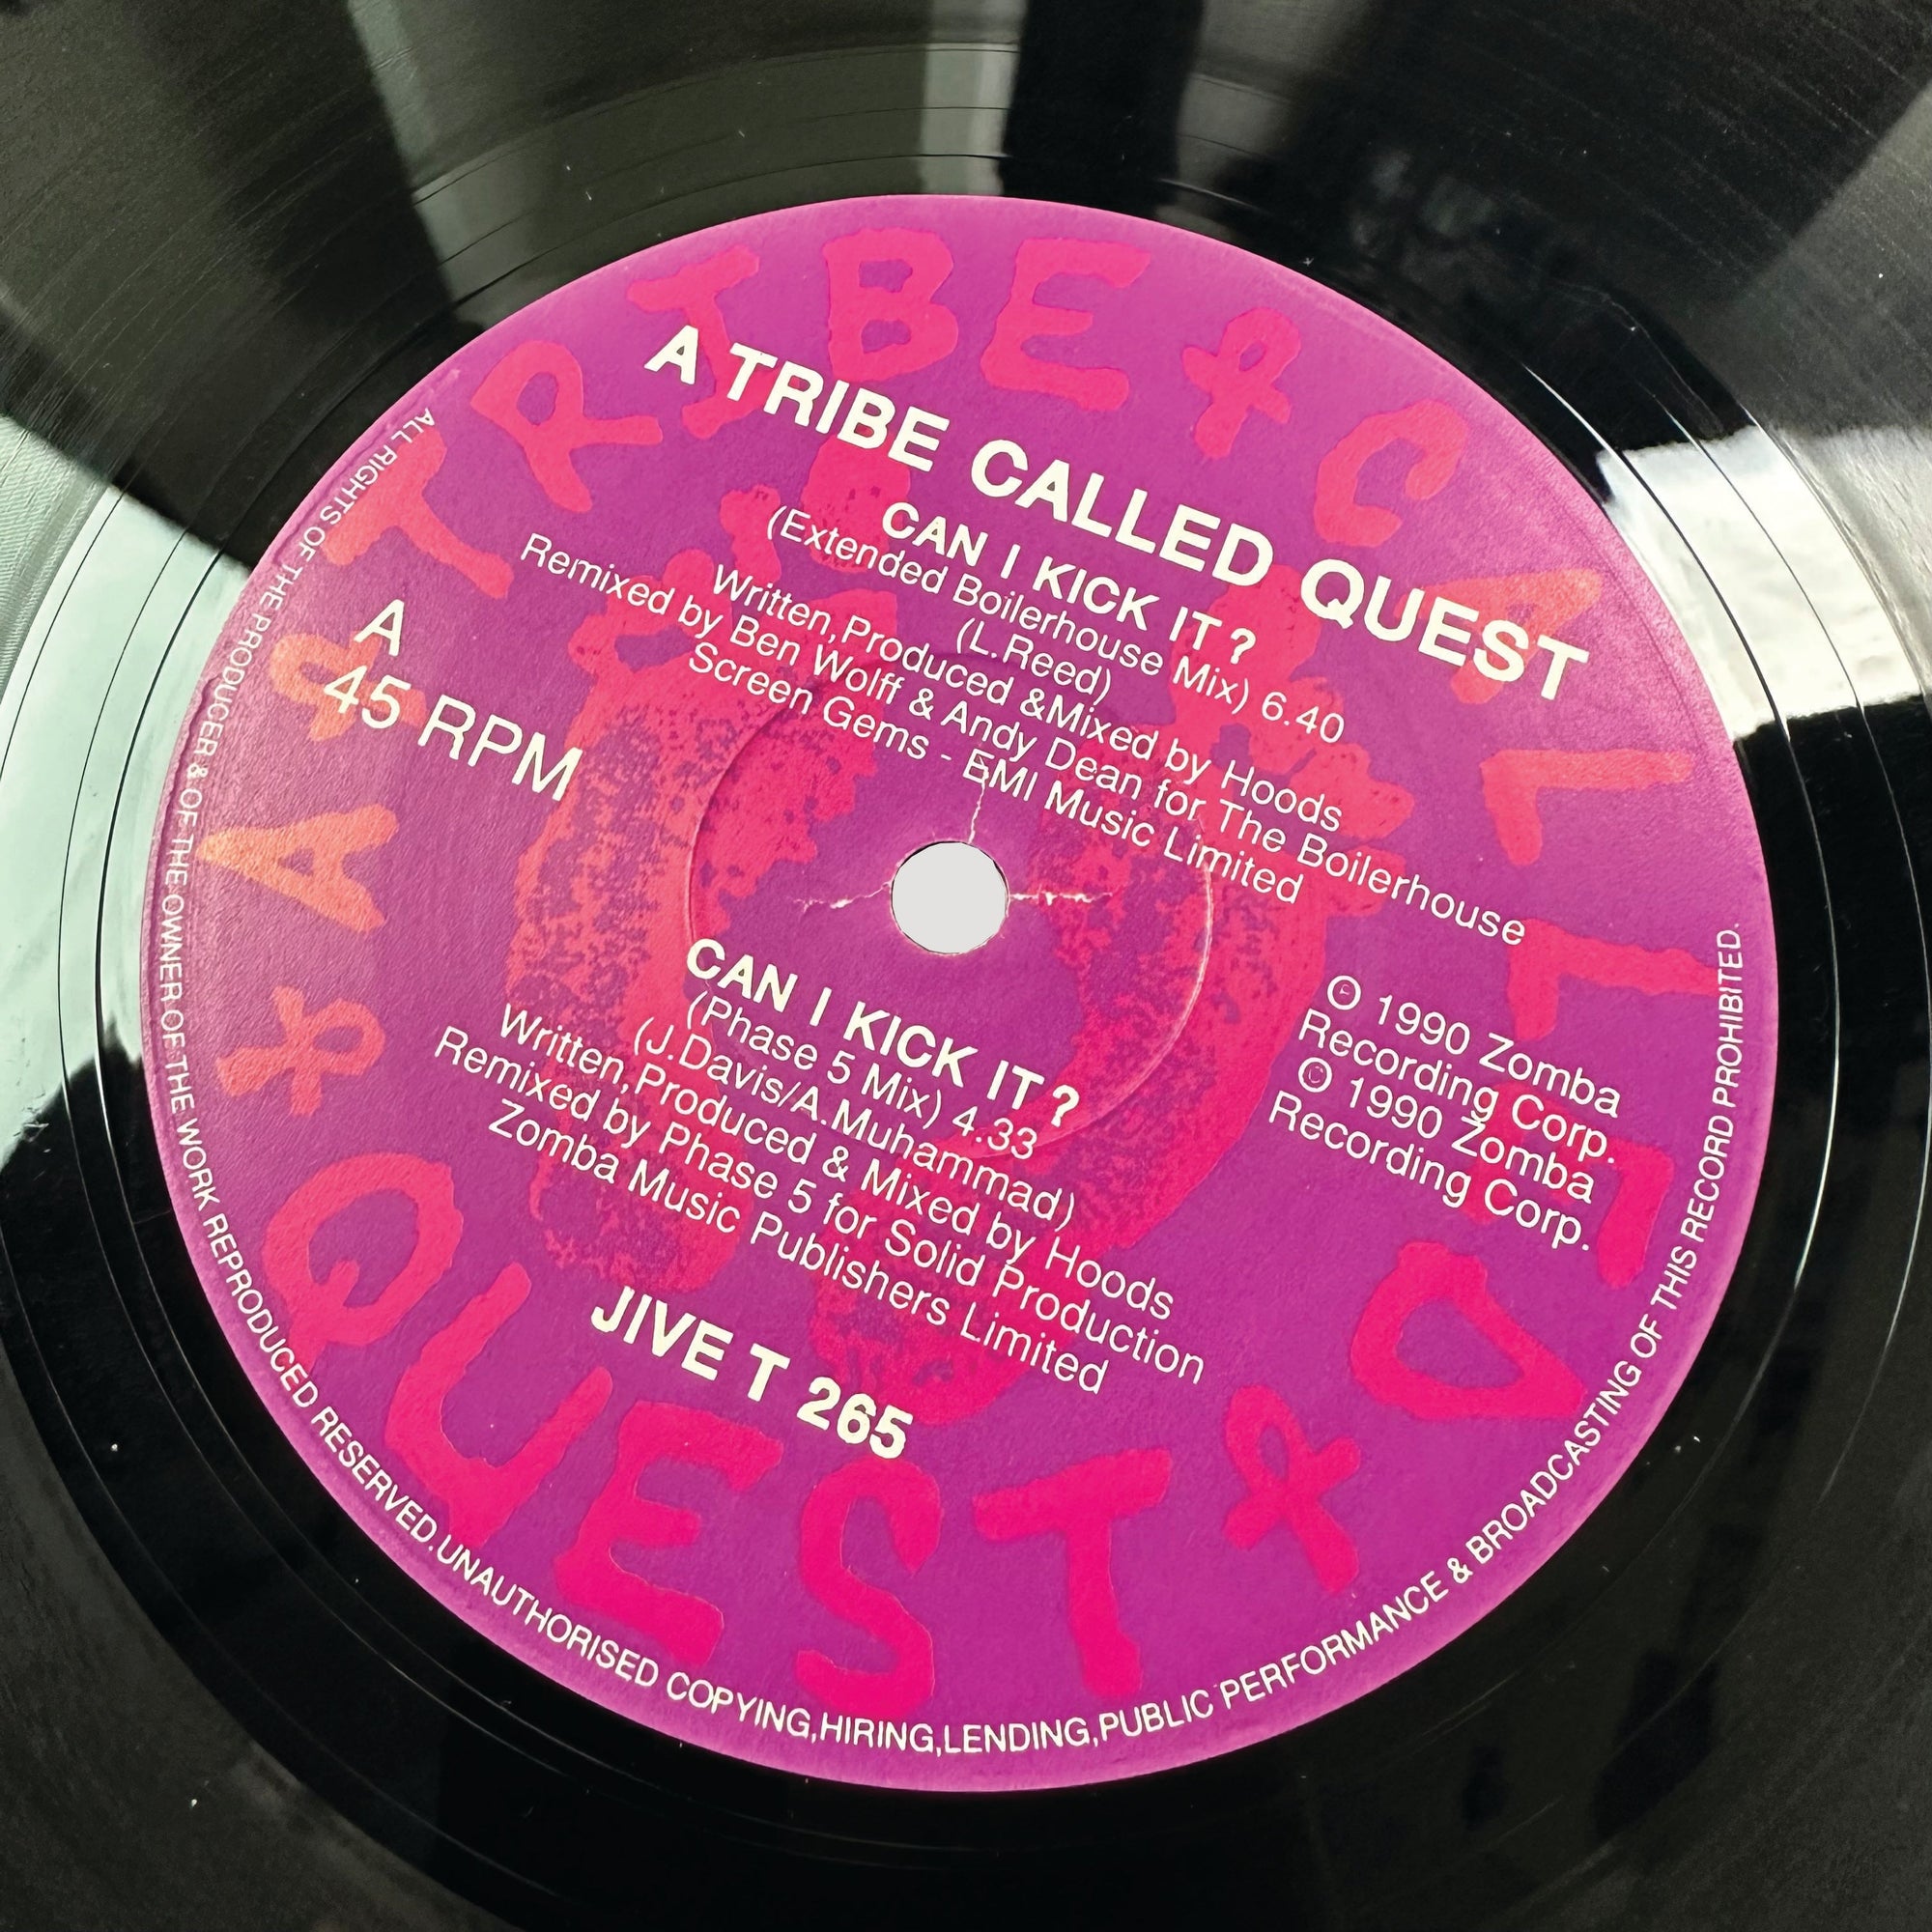 A TRIBE CALLED QUEST
CAN I KICK IT?
(Extended Boilerhouse Mix) 6.40
(L.Reed)
Written,Produced &Mixed by Hoods
Remixed by Ben Wolff & Andy Dean for The Boilerhouse
Screen Gems - EMI Music Limited
A
45 RPM
CAN I KICK IT?
(Phase 5 Mix) 4.33
(J.Davis/A.Muhammad)
Written,Produced & Mixed by Hoods
Remixed by Phase 5 for Solid Production
Zomba Music Publishers Limited
Ⓟ 1990 Zomba
Recording Corp.
© 1990 Zomba
Recording Corp.
JIVE T 265
ALL RIGHTS OF THE PRODUCER & OF THE OWNER OF THE WORK REPRODUCED RESERVED. UNAUTHORISED COPYING,HIRING,LENDING,PUBLIC PERFORMANCE & BROADCASTING OF THIS RECORD PROHIBITED.
A TRIBE CALLED QUEST